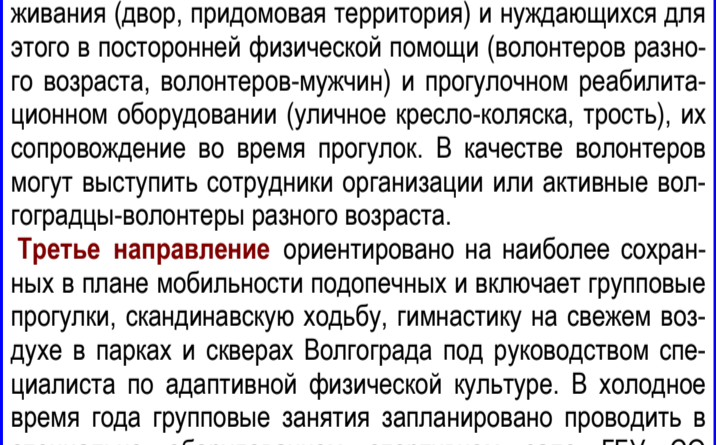 живания (двор, придомовая территория) и нуждающихся для
этого в посторонней физической помощи (волонтеров разно-
го возраста, волонтеров-мужчин) и прогулочном реабилита-
ционном оборудовании (уличное кресло-коляска, трость), их
сопровождение во время прогулок. В качестве волонтеров
могут выступить сотрудники организации или активные вол-
гоградцы-волонтеры разного возраста.
Третье направление ориентировано на наиболее сохран-
ных в плане мобильности подопечных и включает групповые
прогулки, скандинавскую ходьбу, гимнастику на свежем воз-
духе в парках и скверах Волгограда под руководством спе-
циалиста по адаптивной физической культуре. В холодное
время года групповые занятия запланировано проводить в